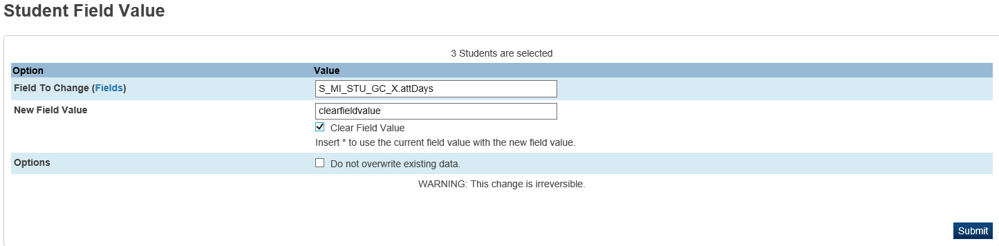 Student Field Value
3 Students are selected
Option Value
Field To Change (Fields) S_MI_STU_GC_X.attDays
New Field Value clearfieldvalue
Clear Field Value
Insert * to use the current field value with the new field value.
Options Do not overwrite existing data.
WARNING: This change is irreversible.
Submit